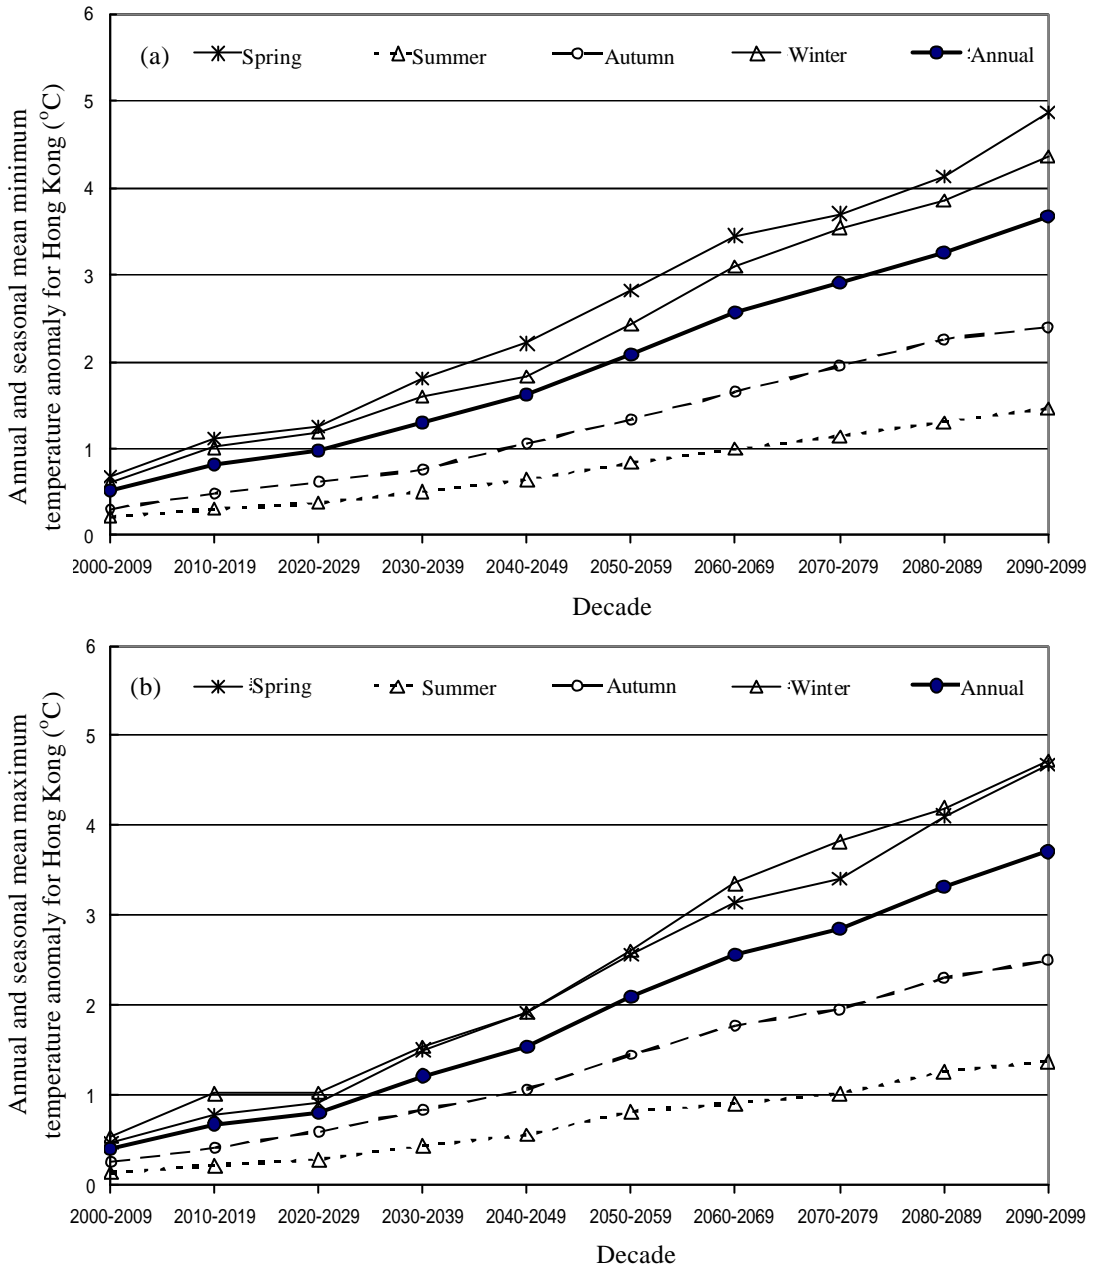 6
(a) Spring Summer Autumn Winter Annual
5
4
3
2
1
0
Annual and seasonal mean minimum
temperature anomaly for Hong Kong (°C)
2000-2009 2010-2019 2020-2029 2030-2039 2040-2049 2050-2059 2060-2069 2070-2079 2080-2089 2090-2099
Decade
6
(b) Spring Summer Autumn Winter Annual
5
4
3
2
1
0
Annual and seasonal mean maximum
temperature anomaly for Hong Kong (°C)
2000-2009 2010-2019 2020-2029 2030-2039 2040-2049 2050-2059 2060-2069 2070-2079 2080-2089 2090-2099
Decade